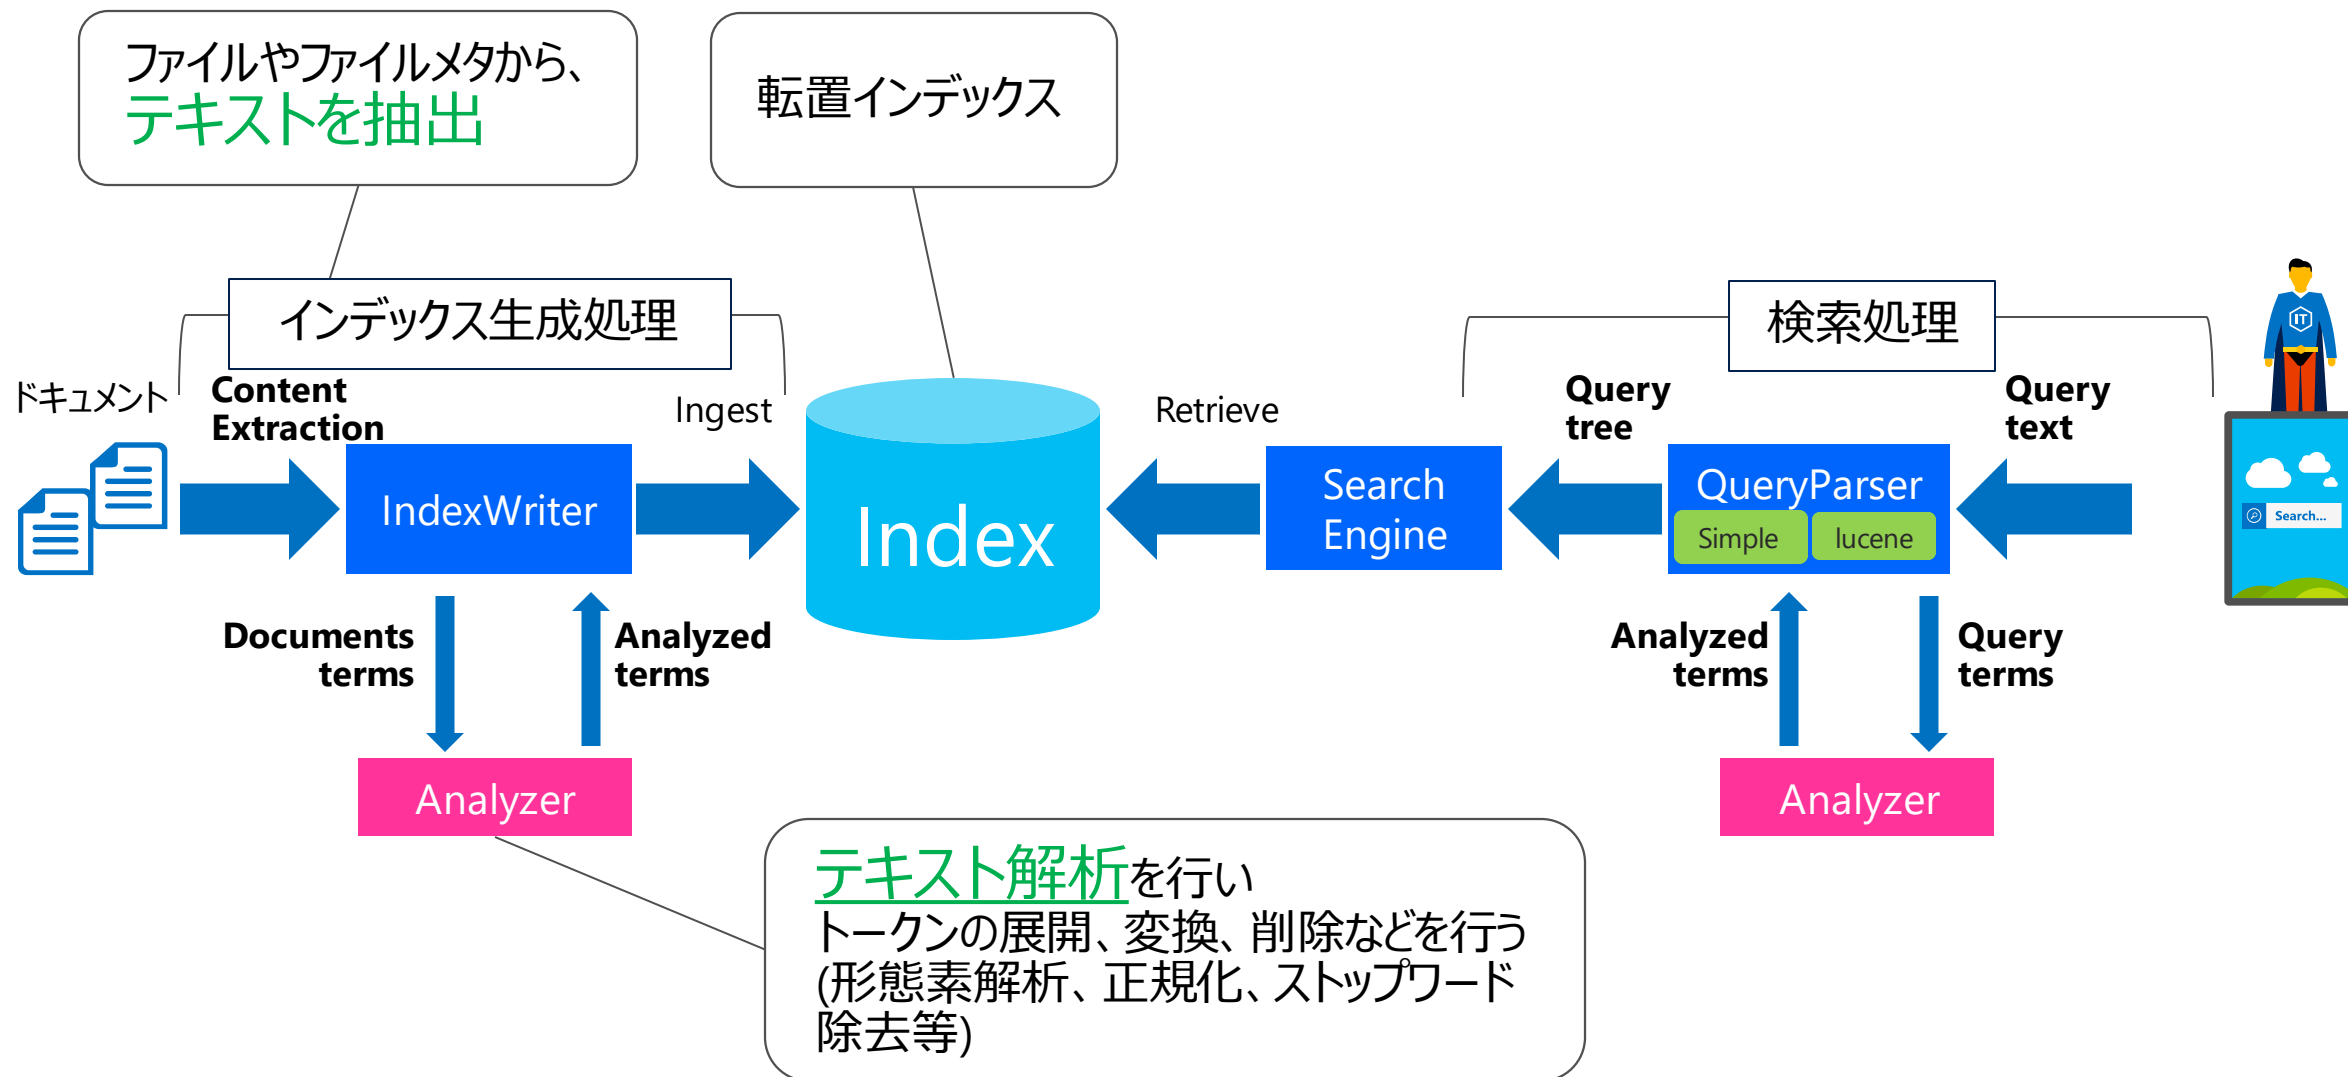 ファイルやファイルメタから、
テキストを抽出
転置インデックス
インデックス生成処理
検索処理
IT
ドキュメント
Content
Extraction
Ingest
Retrieve
Query
tree
Query
text
IndexWriter
Index
Search
Engine
QueryParser
Simple
lucene
Search...
Documents
terms
Analyzed
terms
Analyzed
terms
Query
terms
Analyzer
Analyzer
テキスト解析を行い
トークンの展開、変換、削除などを行う
(形態素解析、正規化、ストップワード
除去等)